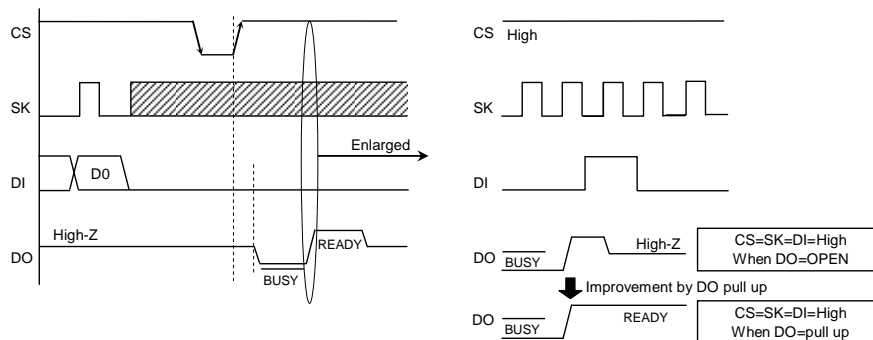 CS
SK
Enlarged
D0
DI
High-Z
READY
DO
BUSY
CS High
SK
DI
High-Z
DO
BUSY
CS=SK=DI=High
When DO=OPEN
Improvement by DO pull up
DO
BUSY
READY
CS=SK=DI=High
When DO=pull up